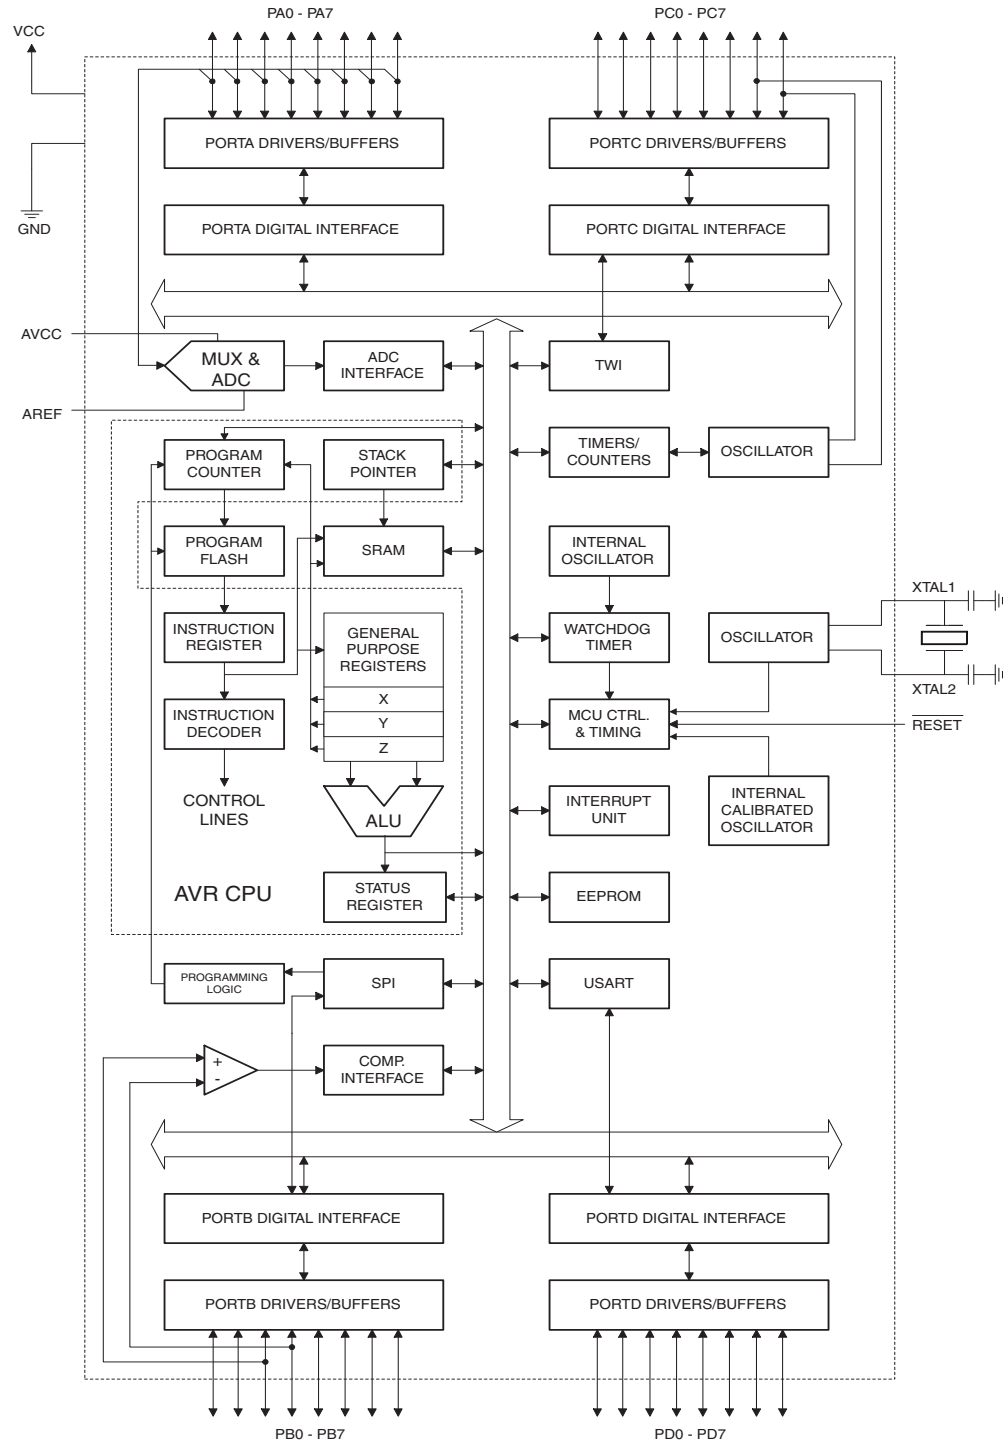 PA0 - PA7
PC0 - PC7
VCC
PORTA DRIVERS/BUFFERS
PORTC DRIVERS/BUFFERS
GND
PORTA DIGITAL INTERFACE
PORTC DIGITAL INTERFACE
AVCC
MUX &
ADC
ADC
INTERFACE
TWI
AREF
PROGRAM
COUNTER
STACK
POINTER
TIMERS/
COUNTERS
OSCILLATOR
PROGRAM
FLASH
SRAM
INTERNAL
OSCILLATOR
XTAL1
INSTRUCTION
REGISTER
GENERAL
PURPOSE
REGISTERS
WATCHDOG
TIMER
OSCILLATOR
XTAL2
X
INSTRUCTION
DECODER
Y
Z
MCU CTRL.
& TIMING
RESET
CONTROL
LINES
ALU
INTERRUPT
UNIT
INTERNAL
CALIBRATED
OSCILLATOR
AVR CPU
STATUS
REGISTER
EEPROM
PROGRAMMING
LOGIC
SPI
USART
+
-
COMP.
INTERFACE
PORTB DIGITAL INTERFACE
PORTD DIGITAL INTERFACE
PORTB DRIVERS/BUFFERS
PORTD DRIVERS/BUFFERS
PB0 - PB7
PD0 - PD7